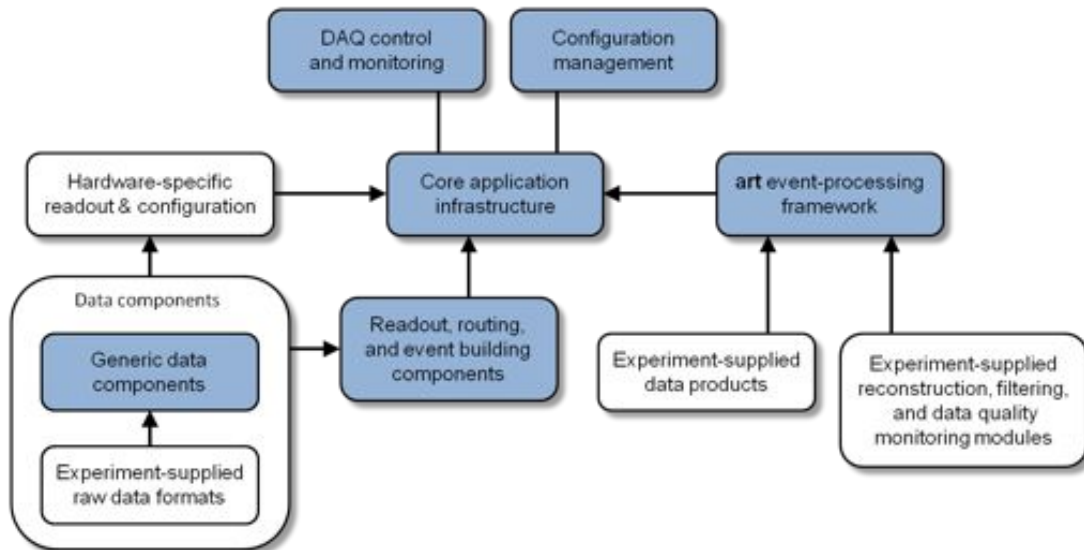 DAQ control
and monitoring
Configuration
management
Hardware-specific
readout & configuration
Core application
infrastructure
art event-processing
framework
Data components
Generic data
components
Experiment-supplied
raw data formats
Readout, routing,
and event building
components
Experiment-supplied
data products
Experiment-supplied
reconstruction, filtering,
and data quality
monitoring modules